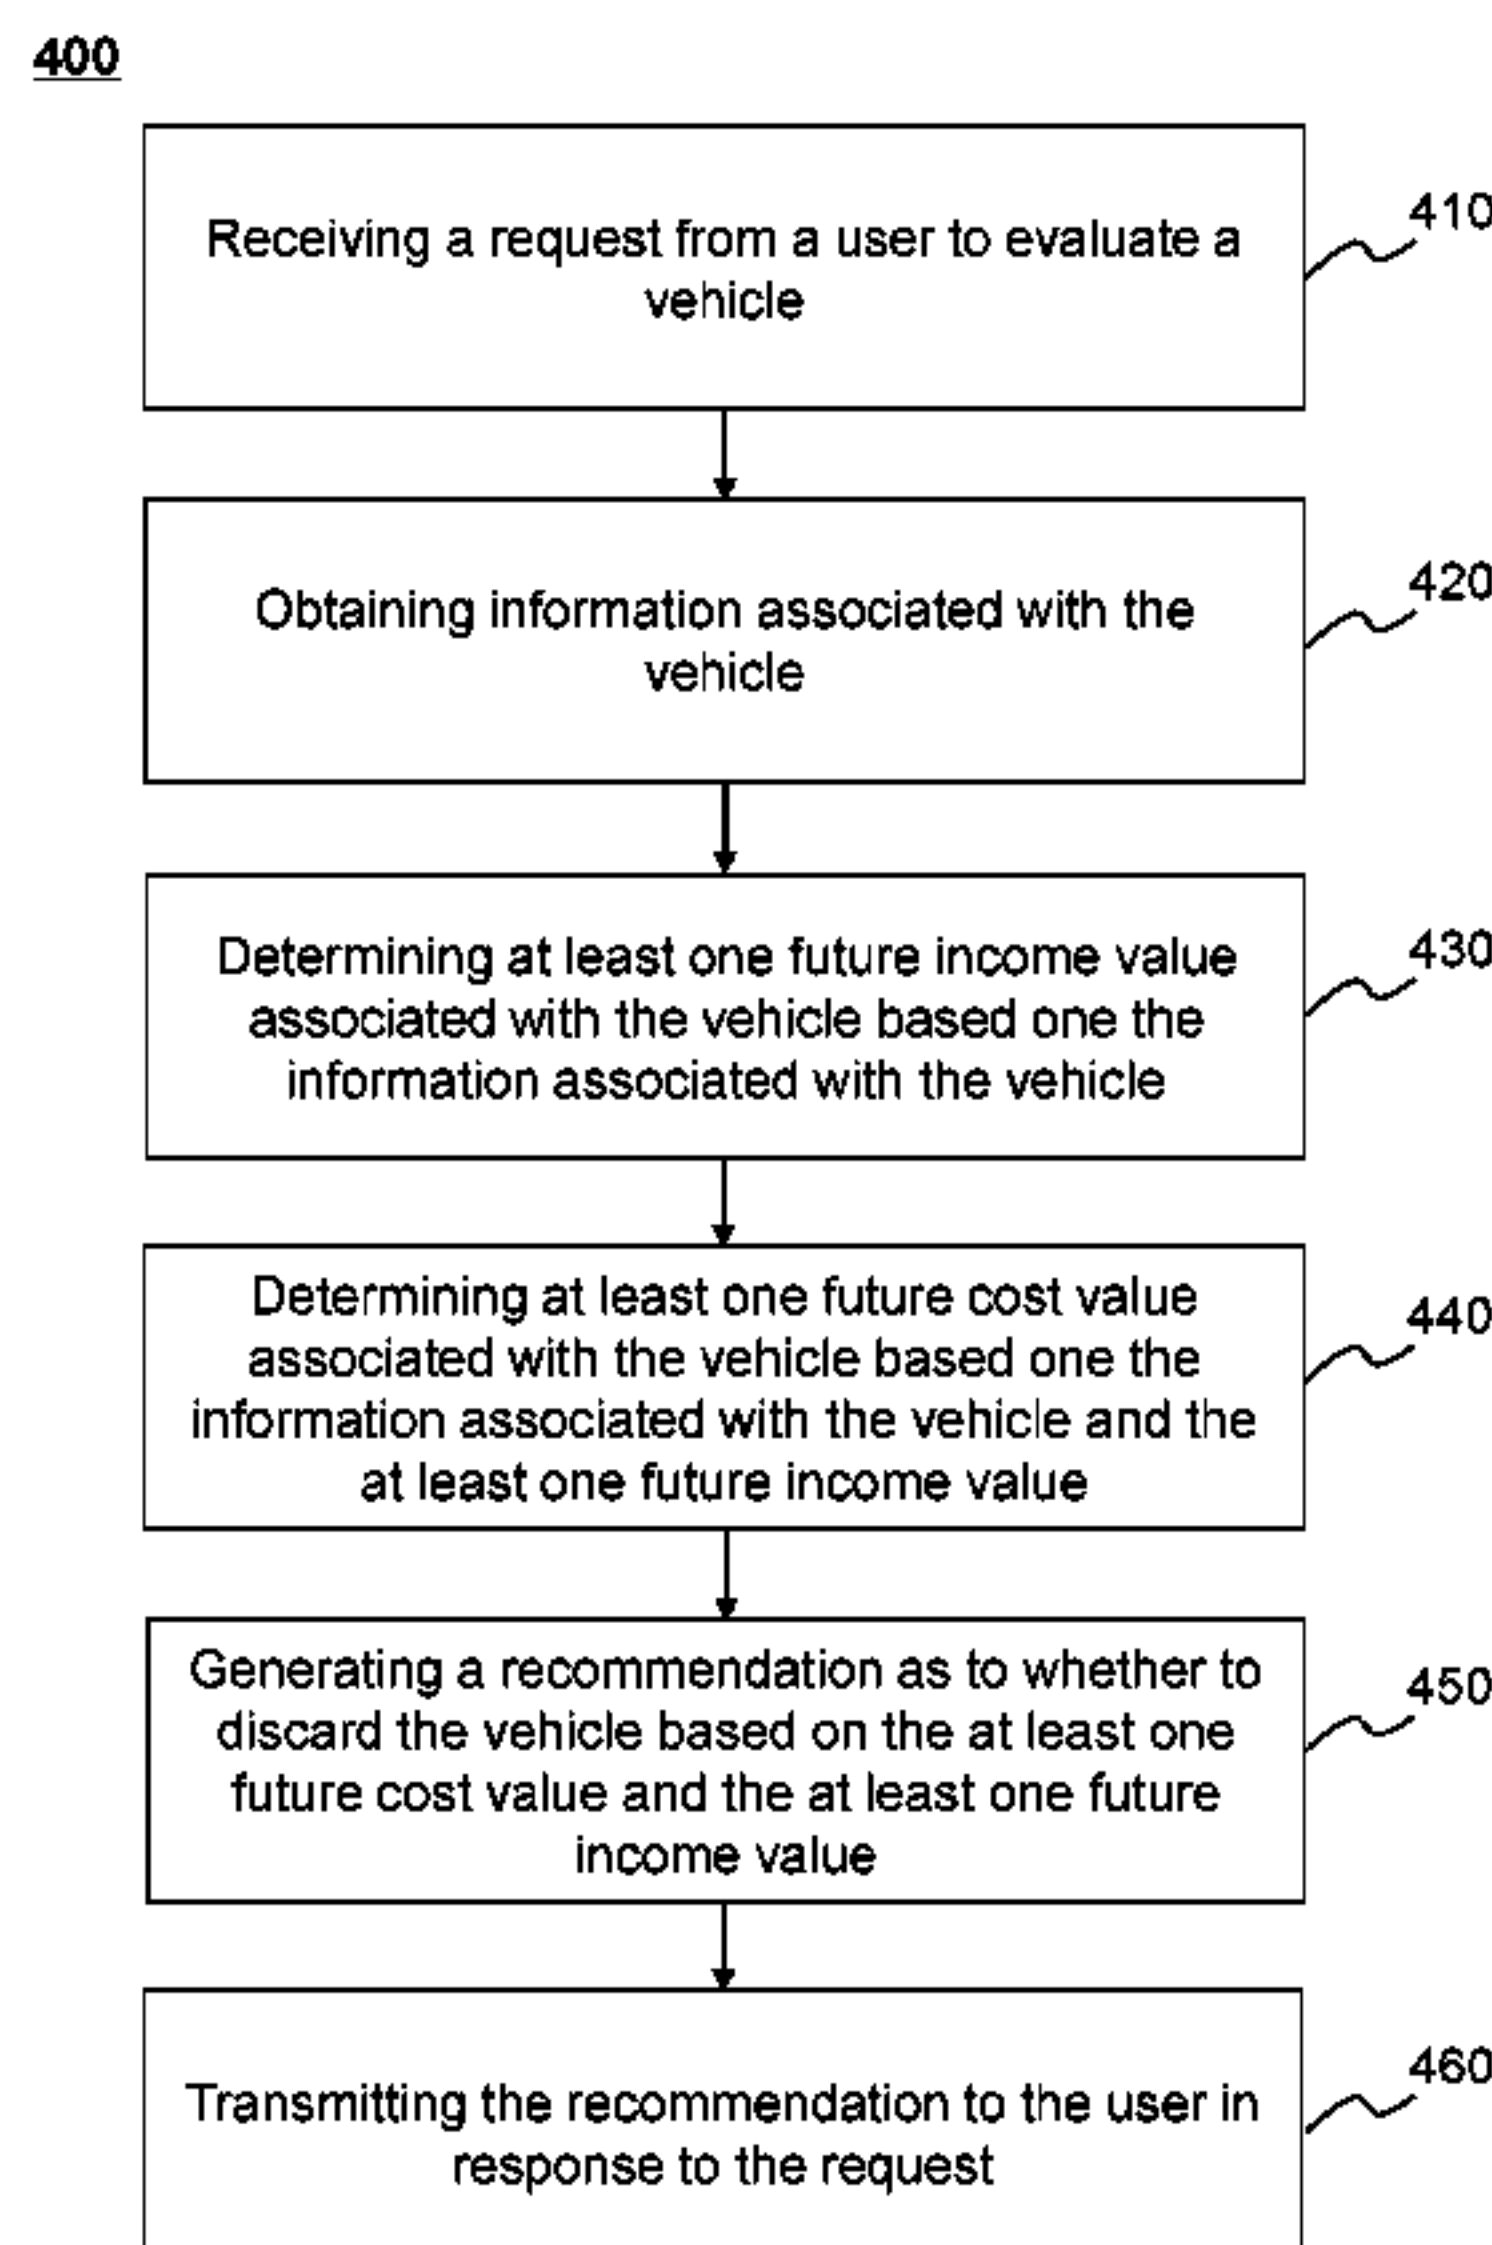 400
Receiving a request from a user to evaluate a
vehicle
410
Obtaining information associated with the
vehicle
420
Determining at least one future income value
associated with the vehicle based one the
information associated with the vehicle
430
Determining at least one future cost value
associated with the vehicle based one the
information associated with the vehicle and the
at least one future income value
440
Generating a recommendation as to whether to
discard the vehicle based on the at least one
future cost value and the at least one future
income value
450
Transmitting the recommendation to the user in
response to the request
460